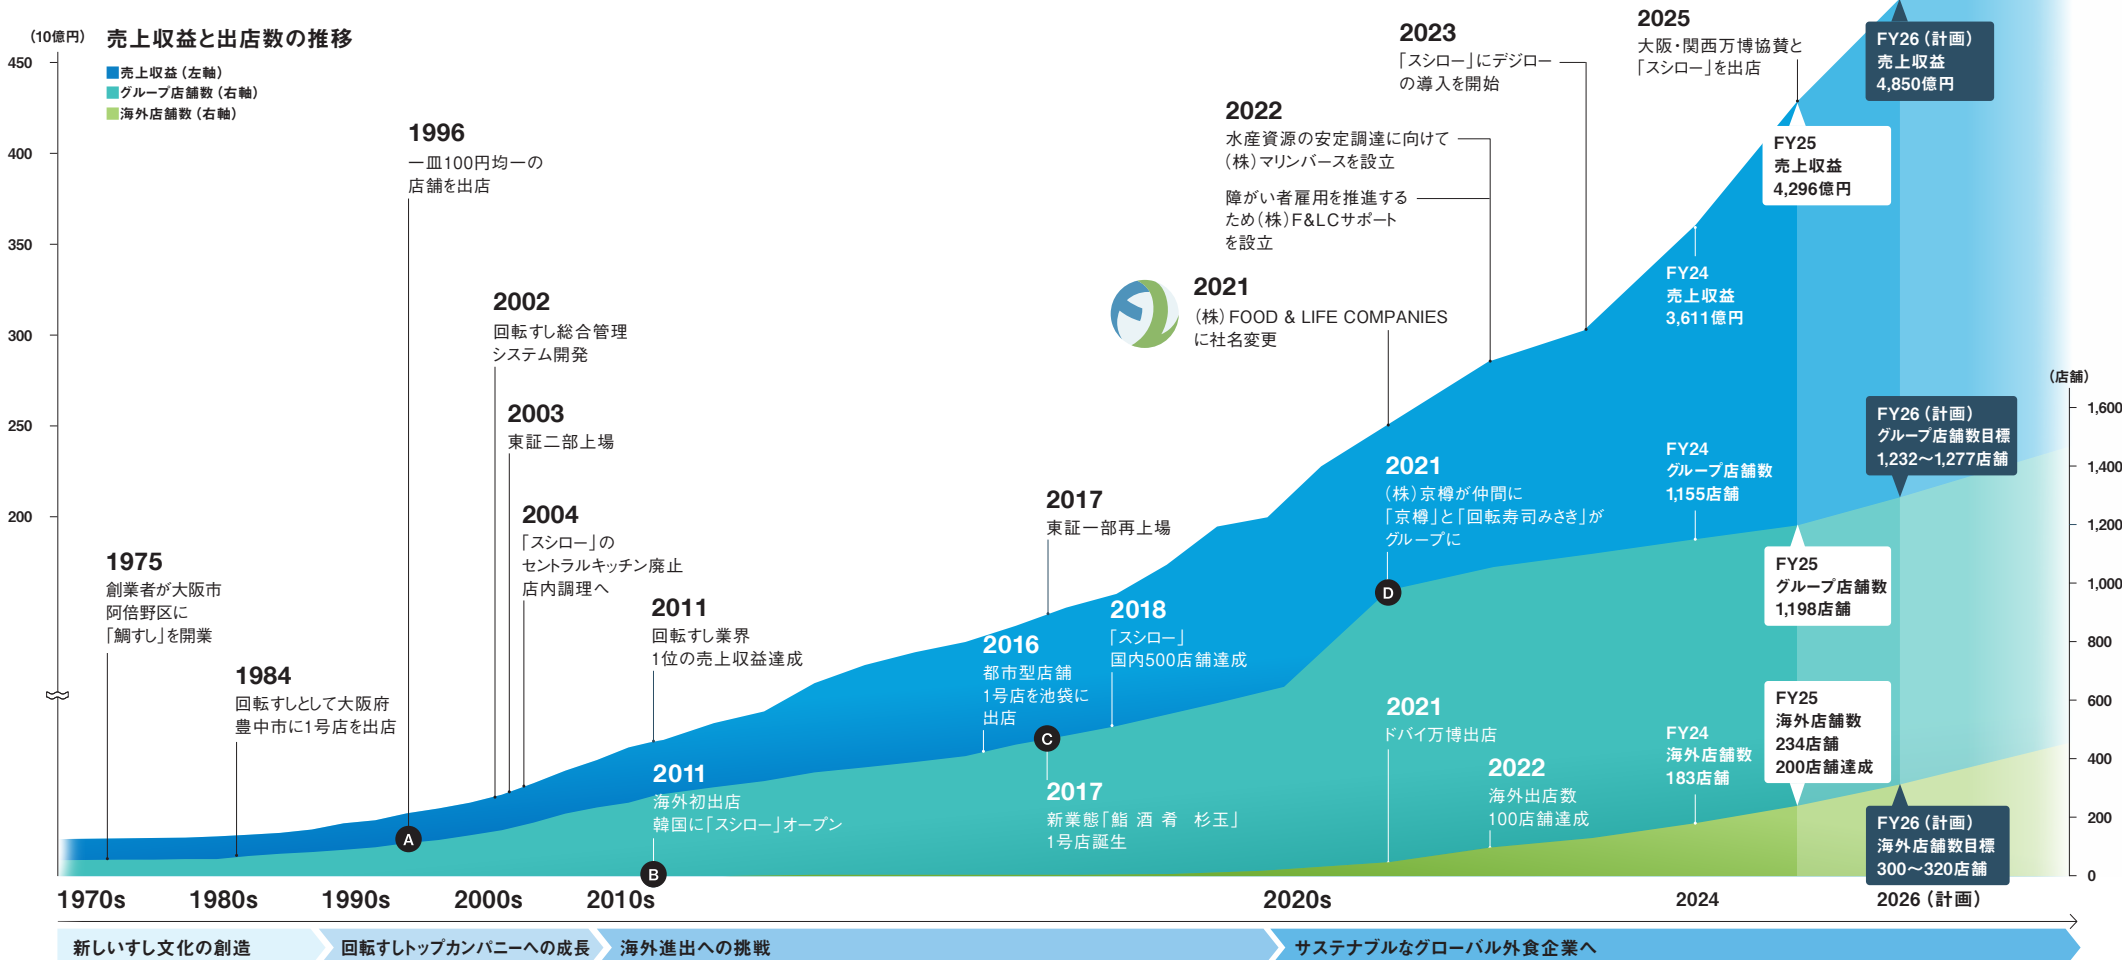 (10億円)
売上収益と出店数の推移
売上収益(左軸)
グループ店舗数(右軸)
海外店舗数(右軸)
450
400
350
300
250
200
1975
創業者が大阪市
阿倍野区に
「鯛すし」を開業
1984
回転すしとして大阪府
豊中市に1号店を出店
1996
一皿100円均一の
店舗を出店
A
2002
回転すし総合管理
システム開発
2003
東証二部上場
2004
「スシロー」の
セントラルキッチン廃止
店内調理へ
2011
回転すし業界
1位の売上収益達成
2011
海外初出店
韓国に「スシロー」オープン
B
2016
都市型店舗
1号店を池袋に
出店
2017
東証一部再上場
C
2017
新業態「鮨 酒 肴 杉玉」
1号店誕生
2018
「スシロー」
国内500店舗達成
2021
(株)FOOD & LIFE COMPANIES
に社名変更
2021
(株)京樽が仲間に
「京樽」と「回転寿司みさき」が
グループに
D
2021
ドバイ万博出店
2022
水産資源の安定調達に向けて
(株)マリンバースを設立
障がい者雇用を推進する
ため(株)F&LCサポート
を設立
2022
海外出店数
100店舗達成
2023
「スシロー」にデジロー
の導入を開始
FY24
売上収益
3,611億円
FY24
グループ店舗数
1,155店舗
FY24
海外店舗数
183店舗
2025
大阪・関西万博協賛と
「スシロー」を出店
FY25
売上収益
4,296億円
FY25
グループ店舗数
1,198店舗
FY25
海外店舗数
234店舗
200店舗達成
FY26(計画)
売上収益
4,850億円
FY26(計画)
グループ店舗数目標
1,232〜1,277店舗
FY26(計画)
海外店舗数目標
300〜320店舗
(店舗)
1,600
1,400
1,200
1,000
800
600
400
200
0
1970s
1980s
1990s
2000s
2010s
2020s
2024
2026(計画)
新しいすし文化の創造
回転すしトップカンパニーへの成長
海外進出への挑戦
サステナブルなグローバル外食企業へ